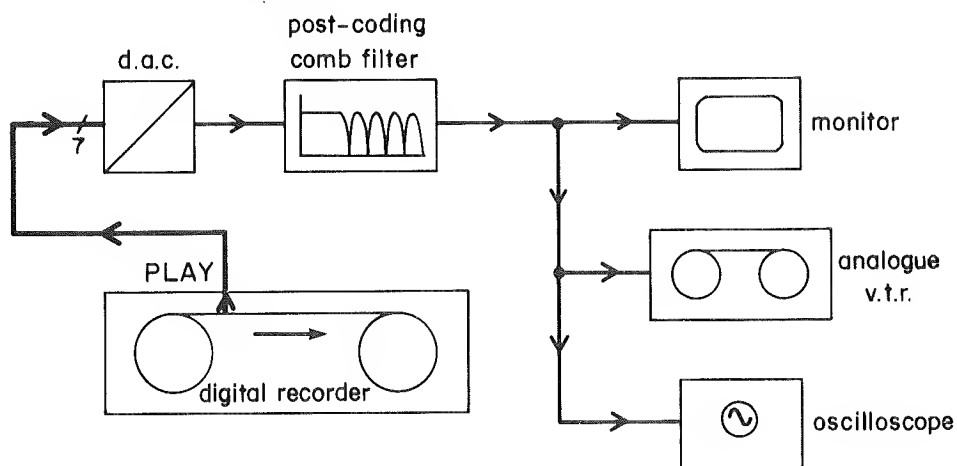 post-coding
comb filter
d.a.c.
7
monitor
PLAY
analogue
v.t.r.
digital recorder
oscilloscope